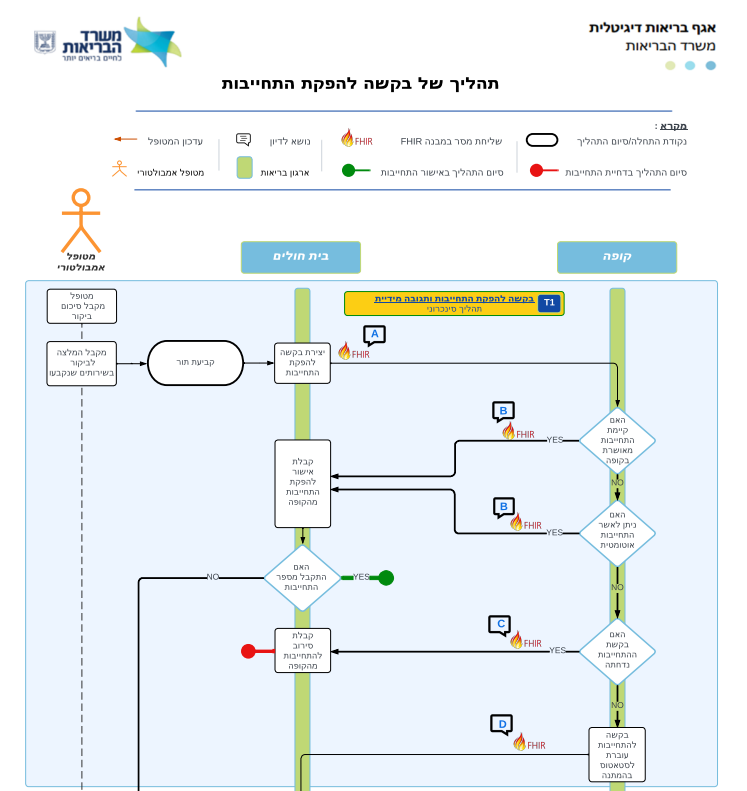 משרד
הבריאות
לחיים בריאים יותר
אגף בריאות דיגיטלית
משרד הבריאות
תהליך של בקשה להפקת התחייבות
מקרא :
נקודת התחלה/סיום התהליך
שליחת מסר במבנה FHIR
FHIR
נושא לדיון
עדכון המטופל
סיום התהליך בדחיית התחייבות
סיום התהליך באישור התחייבות
ארגון בריאות
מטופל אמבולטורי
מטופל
אמבולטורי
בית חולים
קופה
T1
בקשה להפקת התחייבות ותגובה מידיית
תהליך סינכרוני
מטופל
מקבל סיכום
ביקור
מקבל המלצה
לביקור
בשירותים שנקבעו
קביעת תור
יצירת בקשה
להפקת
התחייבות
A
FHIR
האם
קיימת
התחייבות
מאושרת
בקופה
YES
B
FHIR
NO
קבלת
אישור
להפקת
התחייבות
מהקופה
האם
ניתן לאשר
התחייבות
אוטומטית
YES
B
FHIR
NO
האם
התקבל מספר
התחייבות
YES
NO
האם
בקשת
ההתחייבות
נדחתה
YES
C
FHIR
NO
קבלת
סירוב
להתחייבות
מהקופה
בקשה
להתחייבות
עוברת
לסטאטוס
בהמתנה
D
FHIR